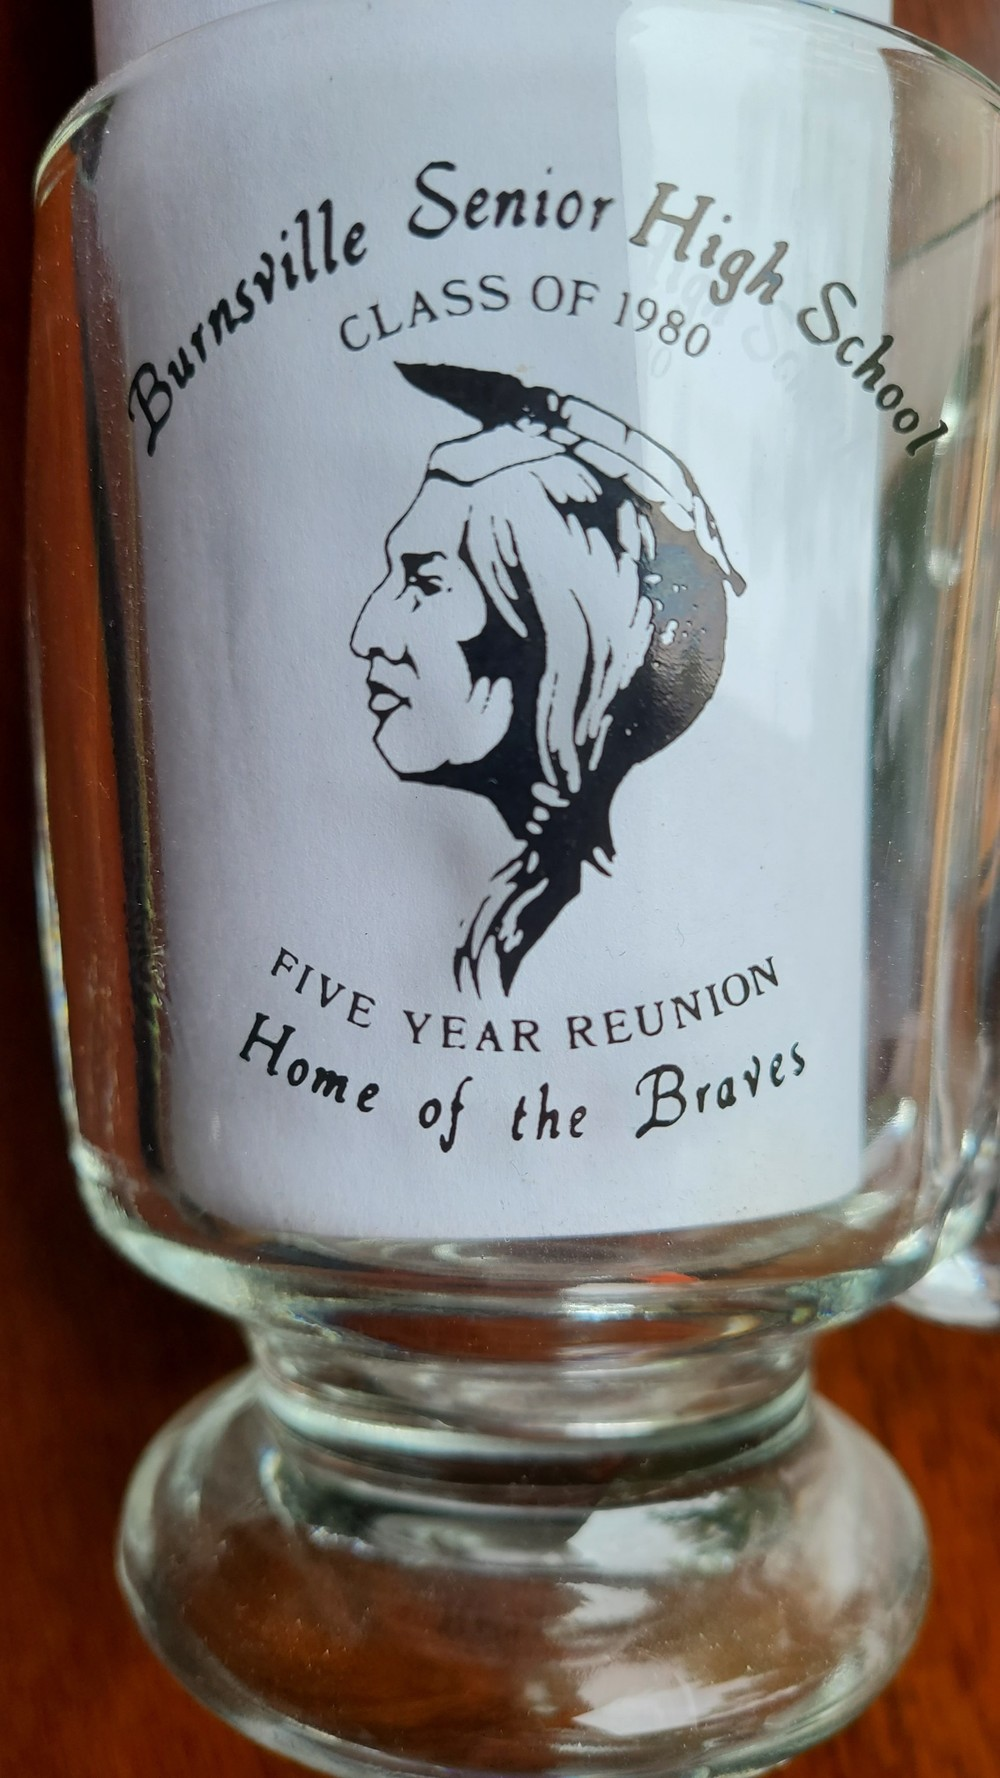 Burnsville Senior High School
CLASS OF 1980
FIVE YEAR REUNION
Home of the Braves